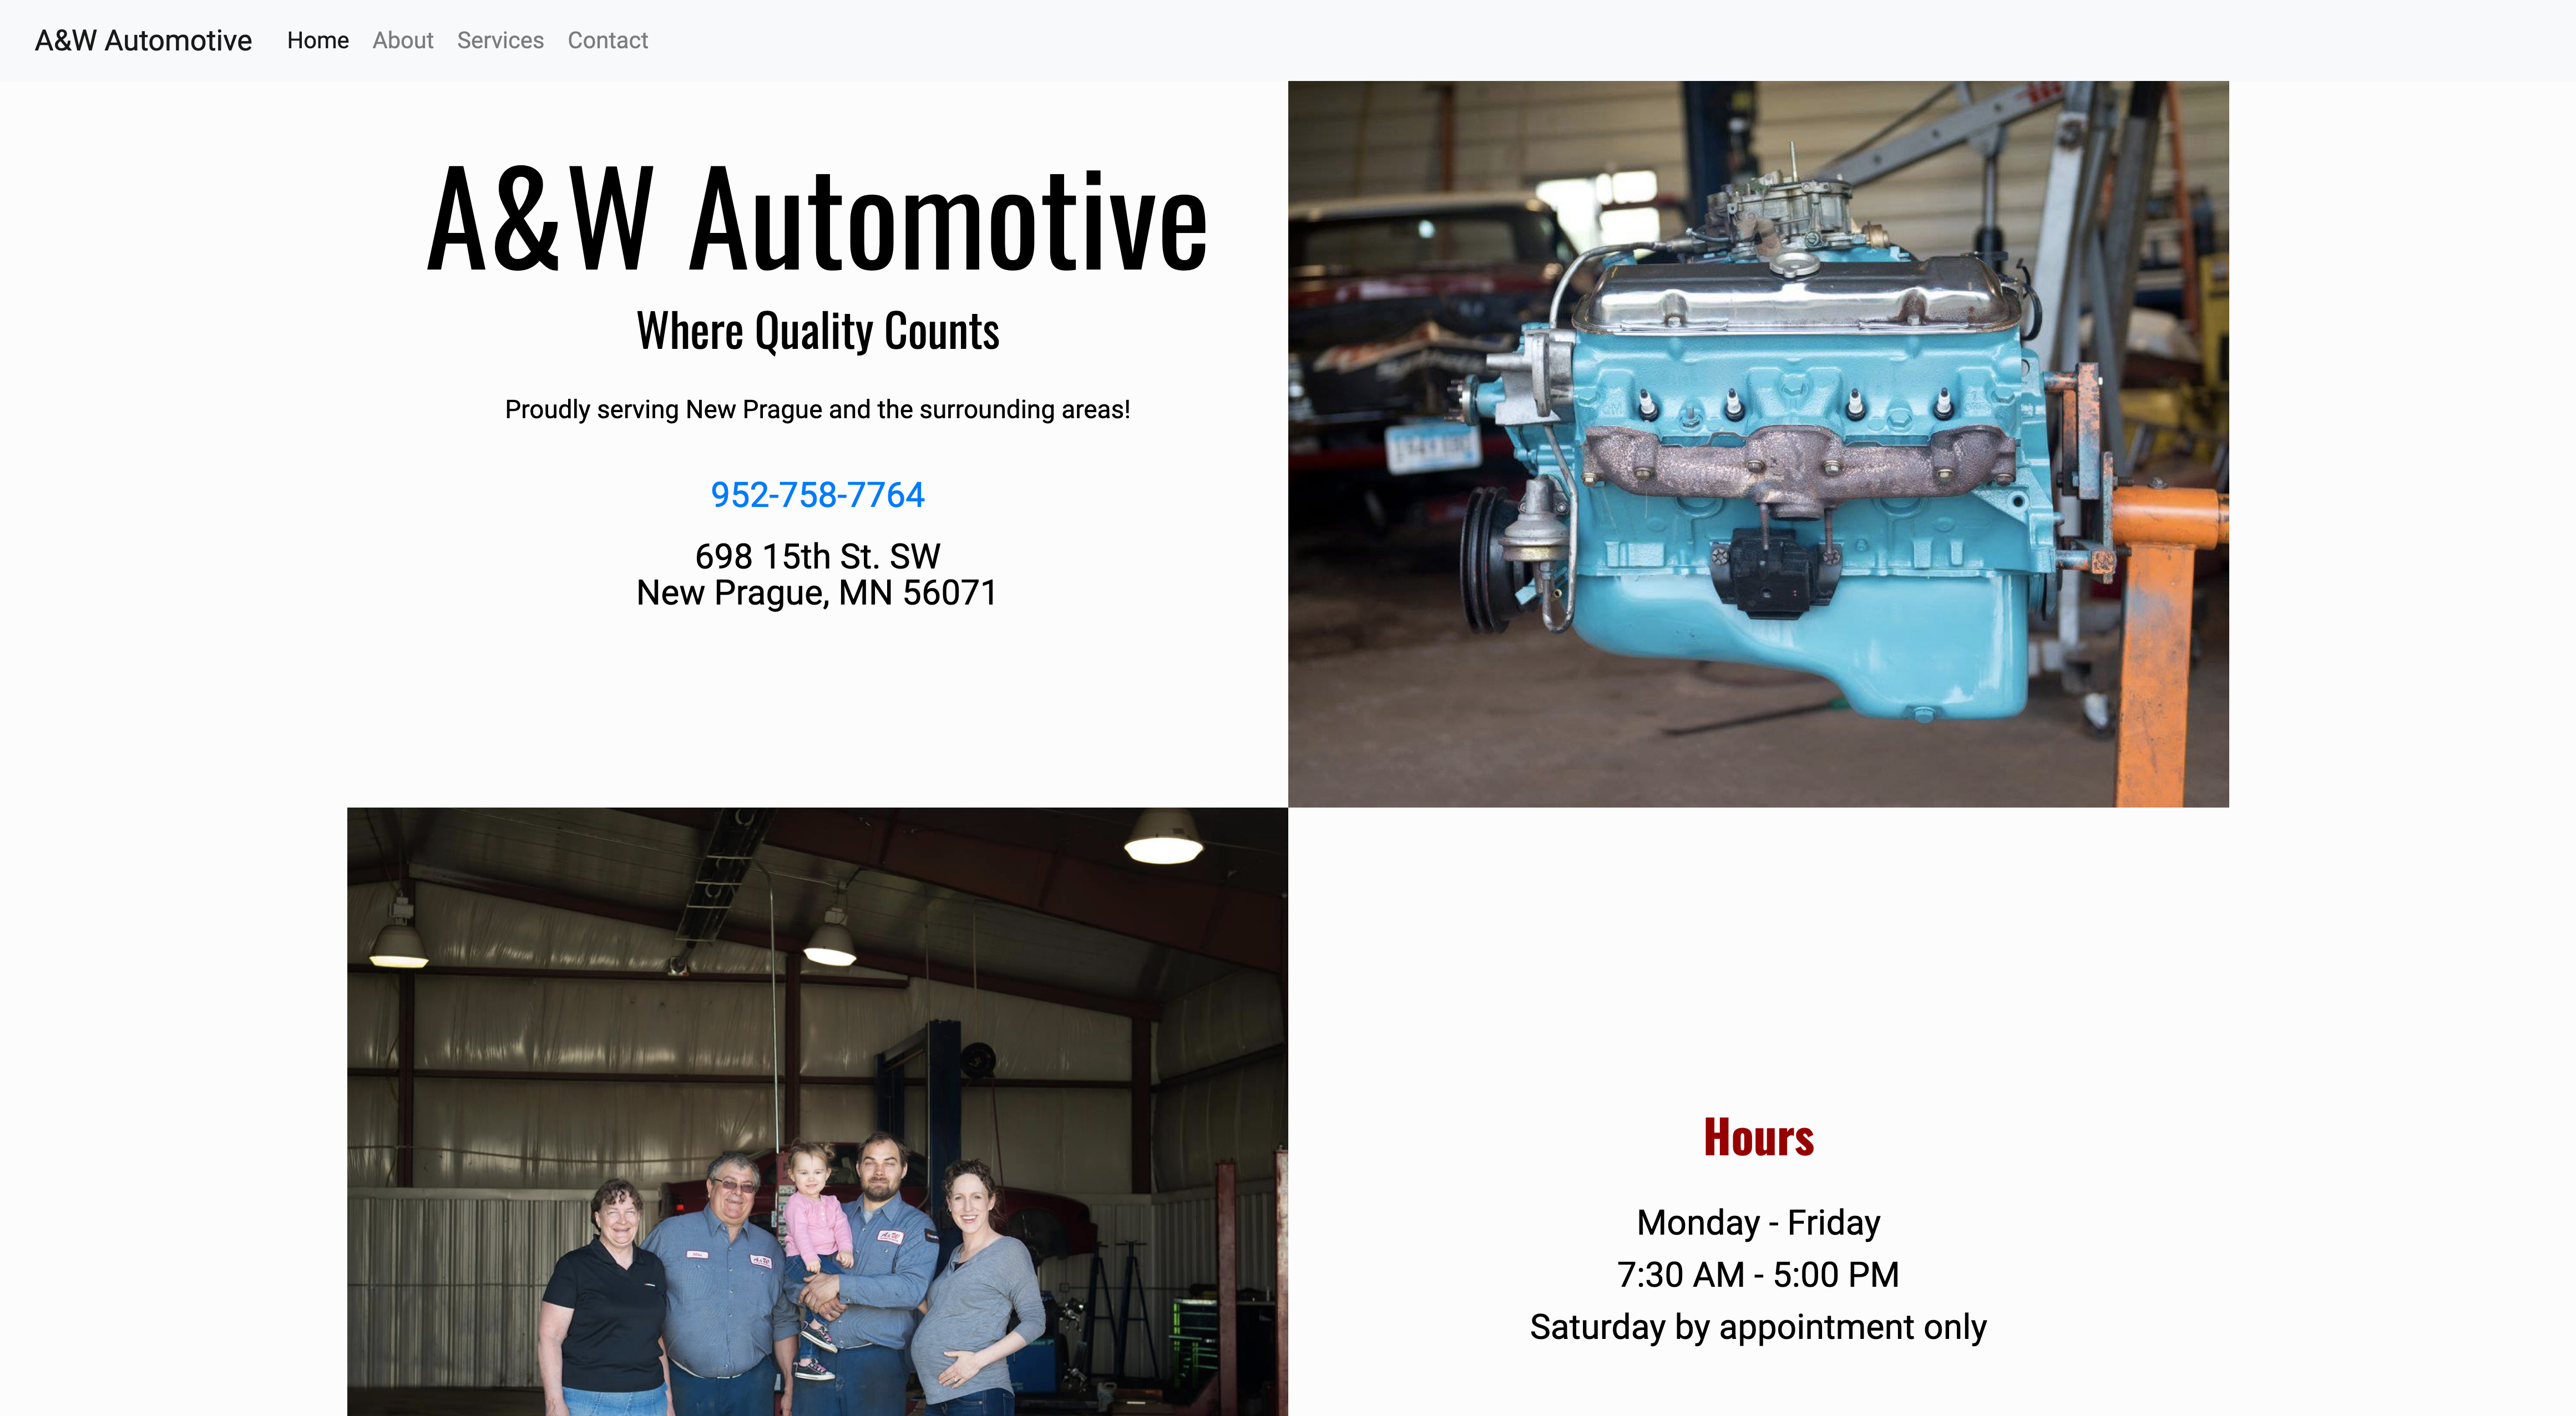 A&W Automotive Home About Services Contact
A&W Automotive
Where Quality Counts
Proudly serving New Prague and the surrounding areas!
952-758-7764
698 15th St. SW
New Prague, MN 56071
Hours
Monday - Friday
7:30 AM - 5:00 PM
Saturday by appointment only
A&W
A&W